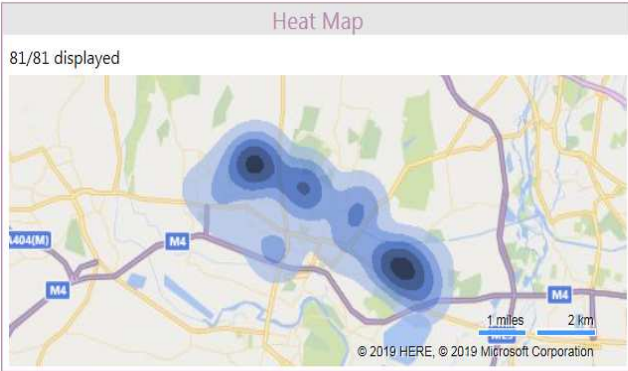 Heat Map
81/81 displayed
A404(M)
M4
M4
M4
1 miles 2 km
© 2019 HERE, © 2019 Microsoft Corporation